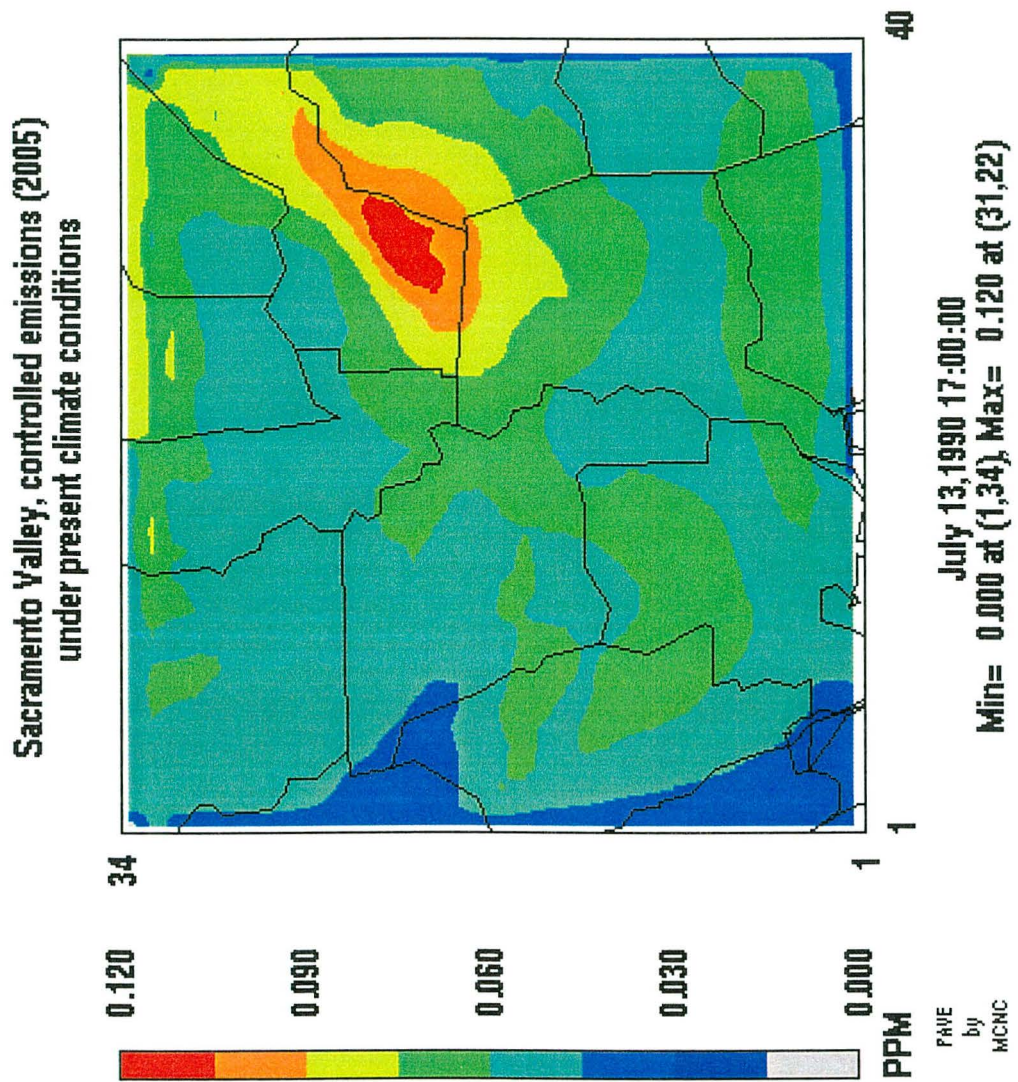 Sacramento Valley, controlled emissions (2005)
under present climate conditions
0.120
0.090
0.060
0.030
0.000
PPM
PAVE
by
MCNC
34
1
1
40
July 13,1990 17:00:00
Min= 0.000 at (1,34), Max= 0.120 at (31,22)